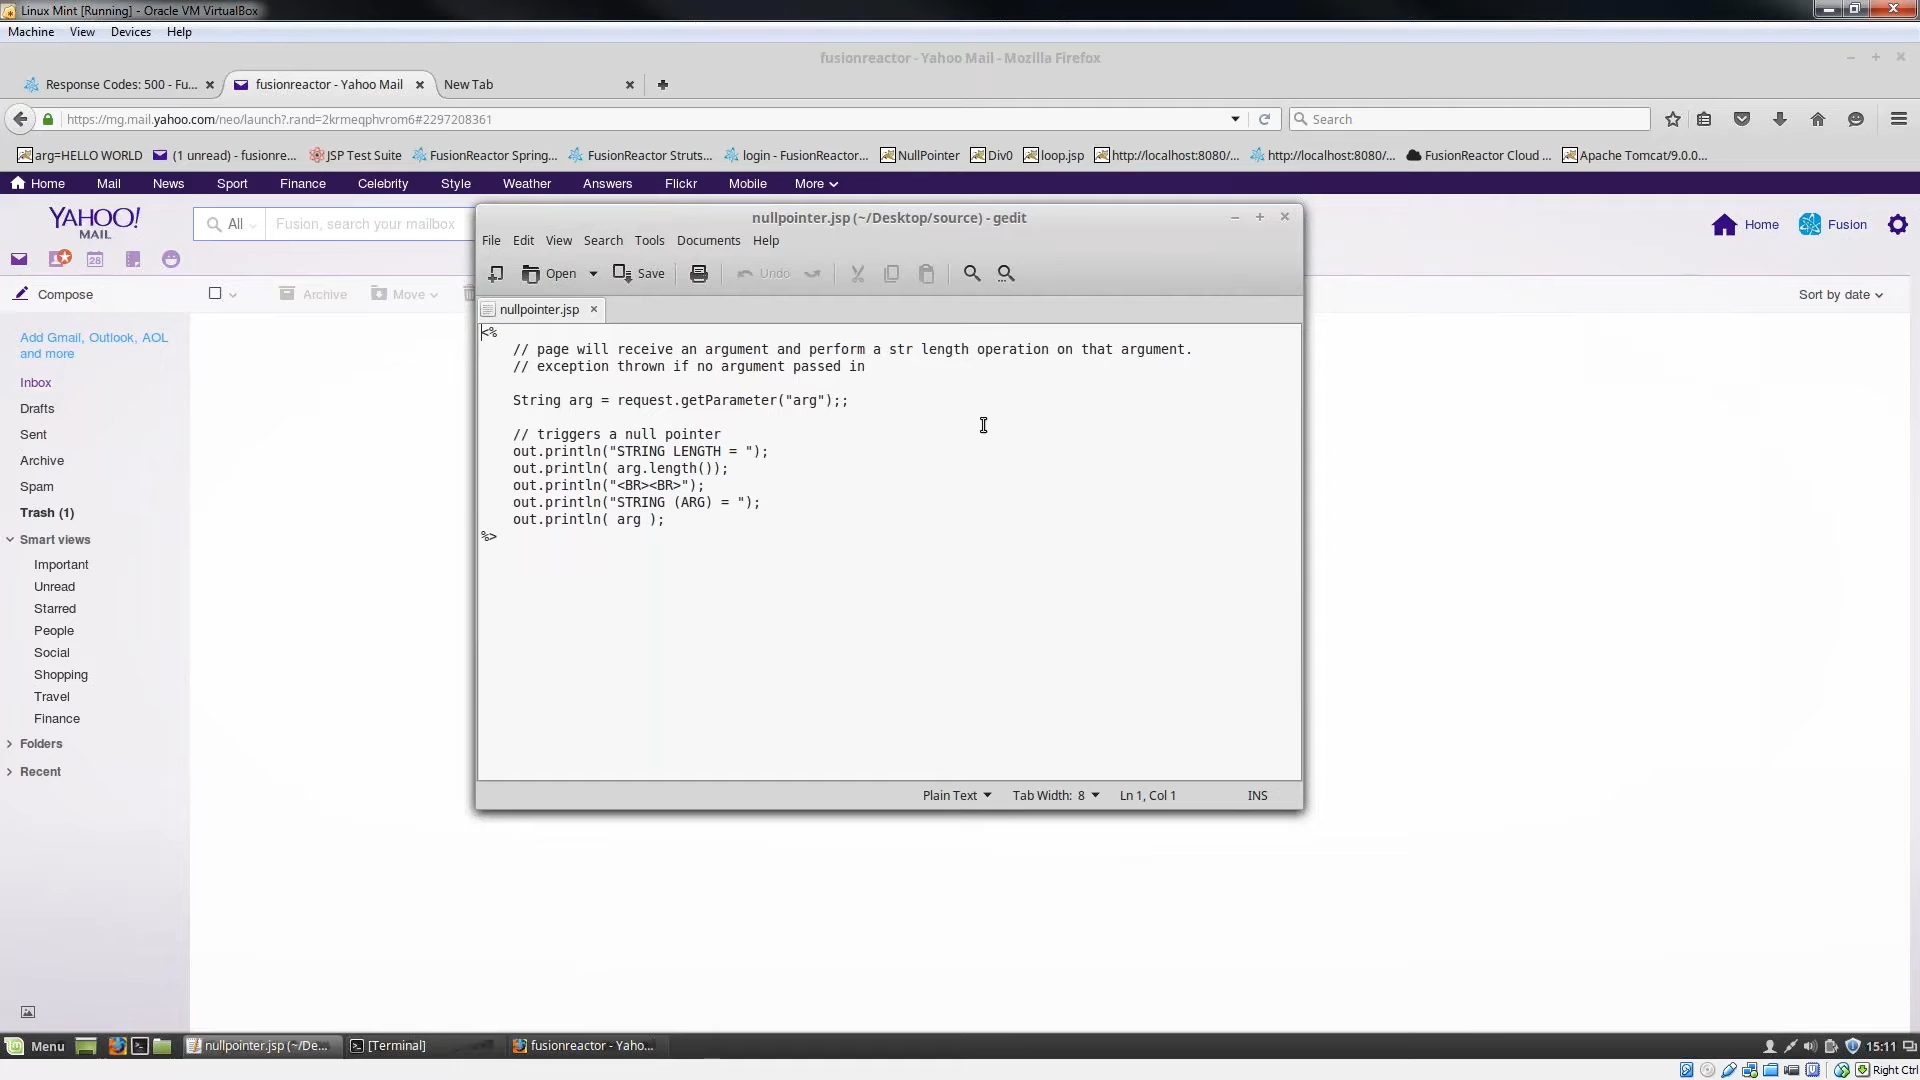 Linux Mint [Running] - Oracle VM VirtualBox
Machine View Devices Help
fusionreactor - Yahoo Mail - Mozilla Firefox
Response Codes: 500 - Fu...
fusionreactor - Yahoo Mail
New Tab
https://mg.mail.yahoo.com/neo/launch?.rand=2krmeqphvrom6#2297208361
Search
arg=HELLO WORLD
(1 unread) - fusionre...
JSP Test Suite
FusionReactor Spring...
FusionReactor Struts...
login - FusionReactor...
NullPointer
Div0
loop.jsp
http://localhost:8080/...
http://localhost:8080/...
FusionReactor Cloud ...
Apache Tomcat/9.0.0...
Home Mail News Sport Finance Celebrity Style Weather Answers Flickr Mobile More
YAHOO!
MAIL
All
Fusion, search your mailbox
Home
Fusion
28
Compose
Archive
Move
Sort by date
Add Gmail, Outlook, AOL
and more
Inbox
Drafts
Sent
Archive
Spam
Trash (1)
Smart views
Important
Unread
Starred
People
Social
Shopping
Travel
Finance
Folders
Recent
nullpointer.jsp (~/Desktop/source) - gedit
File Edit View Search Tools Documents Help
Open Save Undo
nullpointer.jsp
<%
// page will receive an argument and perform a str length operation on that argument.
// exception thrown if no argument passed in
String arg = request.getParameter("arg");;
// triggers a null pointer
out.println("STRING LENGTH = ");
out.println( arg.length());
out.println("<BR><BR>");
out.println("STRING (ARG) = ");
out.println( arg );
%>
Plain Text Tab Width: 8 Ln 1, Col 1 INS
Menu
nullpointer.jsp (~/De...
[Terminal]
fusionreactor - Yaho...
15:11
Right Ctrl